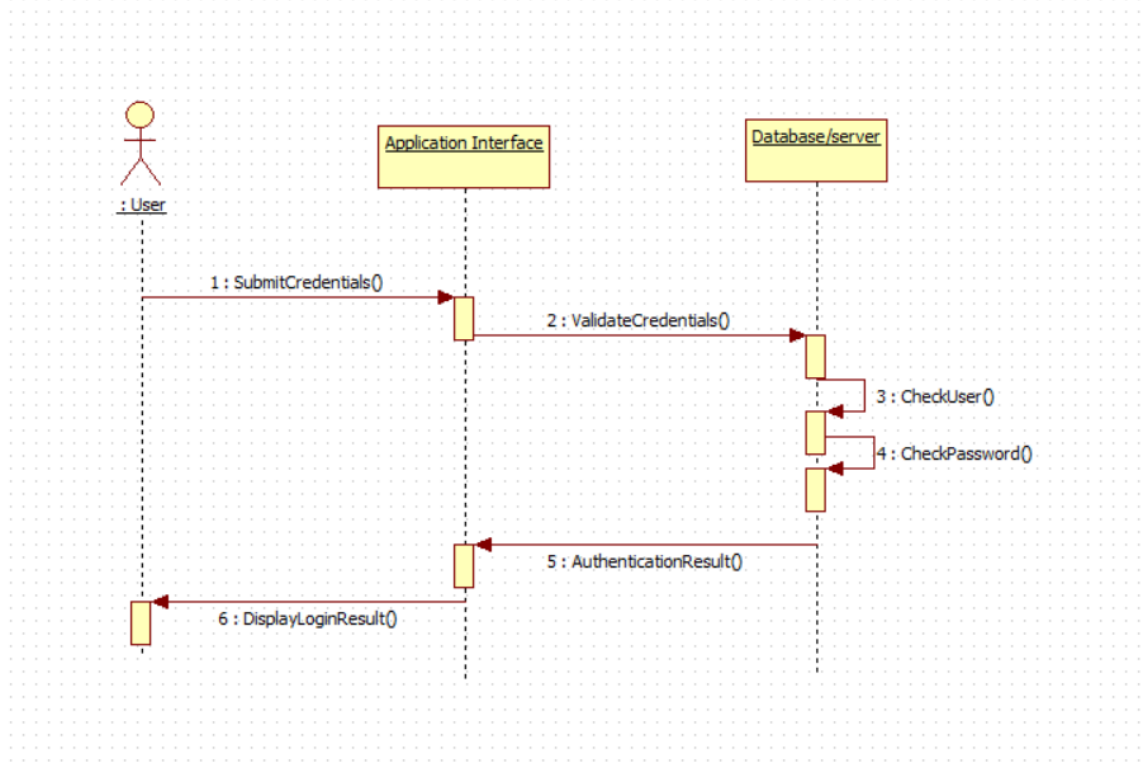 Application Interface
Database/server
: User
1 : SubmitCredentials()
2 : ValidateCredentials()
3 : CheckUser()
4 : CheckPassword()
5 : AuthenticationResult()
6 : DisplayLoginResult()